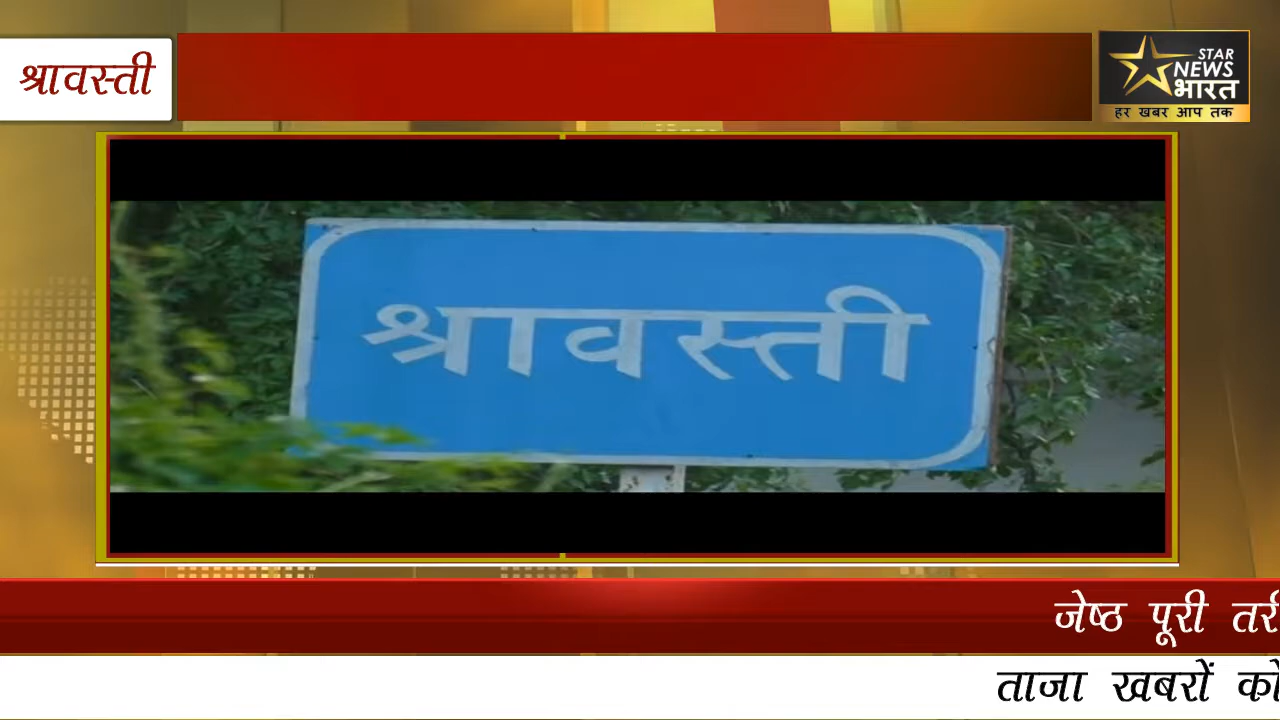 श्रावस्ती
STAR
NEWS
भारत
हर खबर आप तक
श्रावस्ती
जेष्ठ पूरी
ताजा खबरों